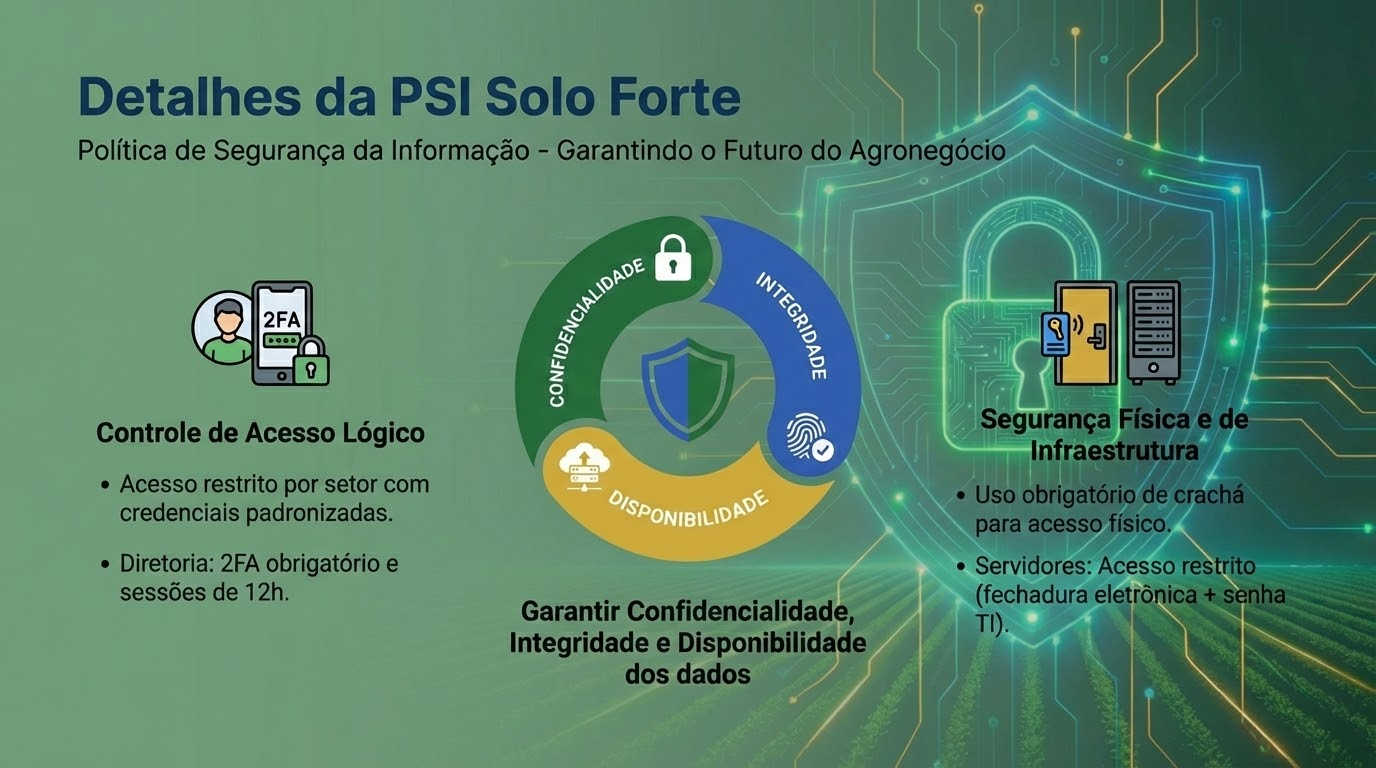 Detalhes da PSI Solo Forte
Política de Segurança da Informação - Garantindo o Futuro do Agronegócio
2FA
Controle de Acesso Lógico
• Acesso restrito por setor com
credenciais padronizadas.
• Diretoria: 2FA obrigatório e
sessões de 12h.
CONFIDENCIALIDADE
INTEGRIDADE
DISPONIBILIDADE
Garantir Confidencialidade,
Integridade e Disponibilidade
dos dados
Segurança Física e de
Infraestrutura
• Uso obrigatório de crachá
para acesso físico.
• Servidores: Acesso restrito
(fechadura eletrônica + senha
TI).